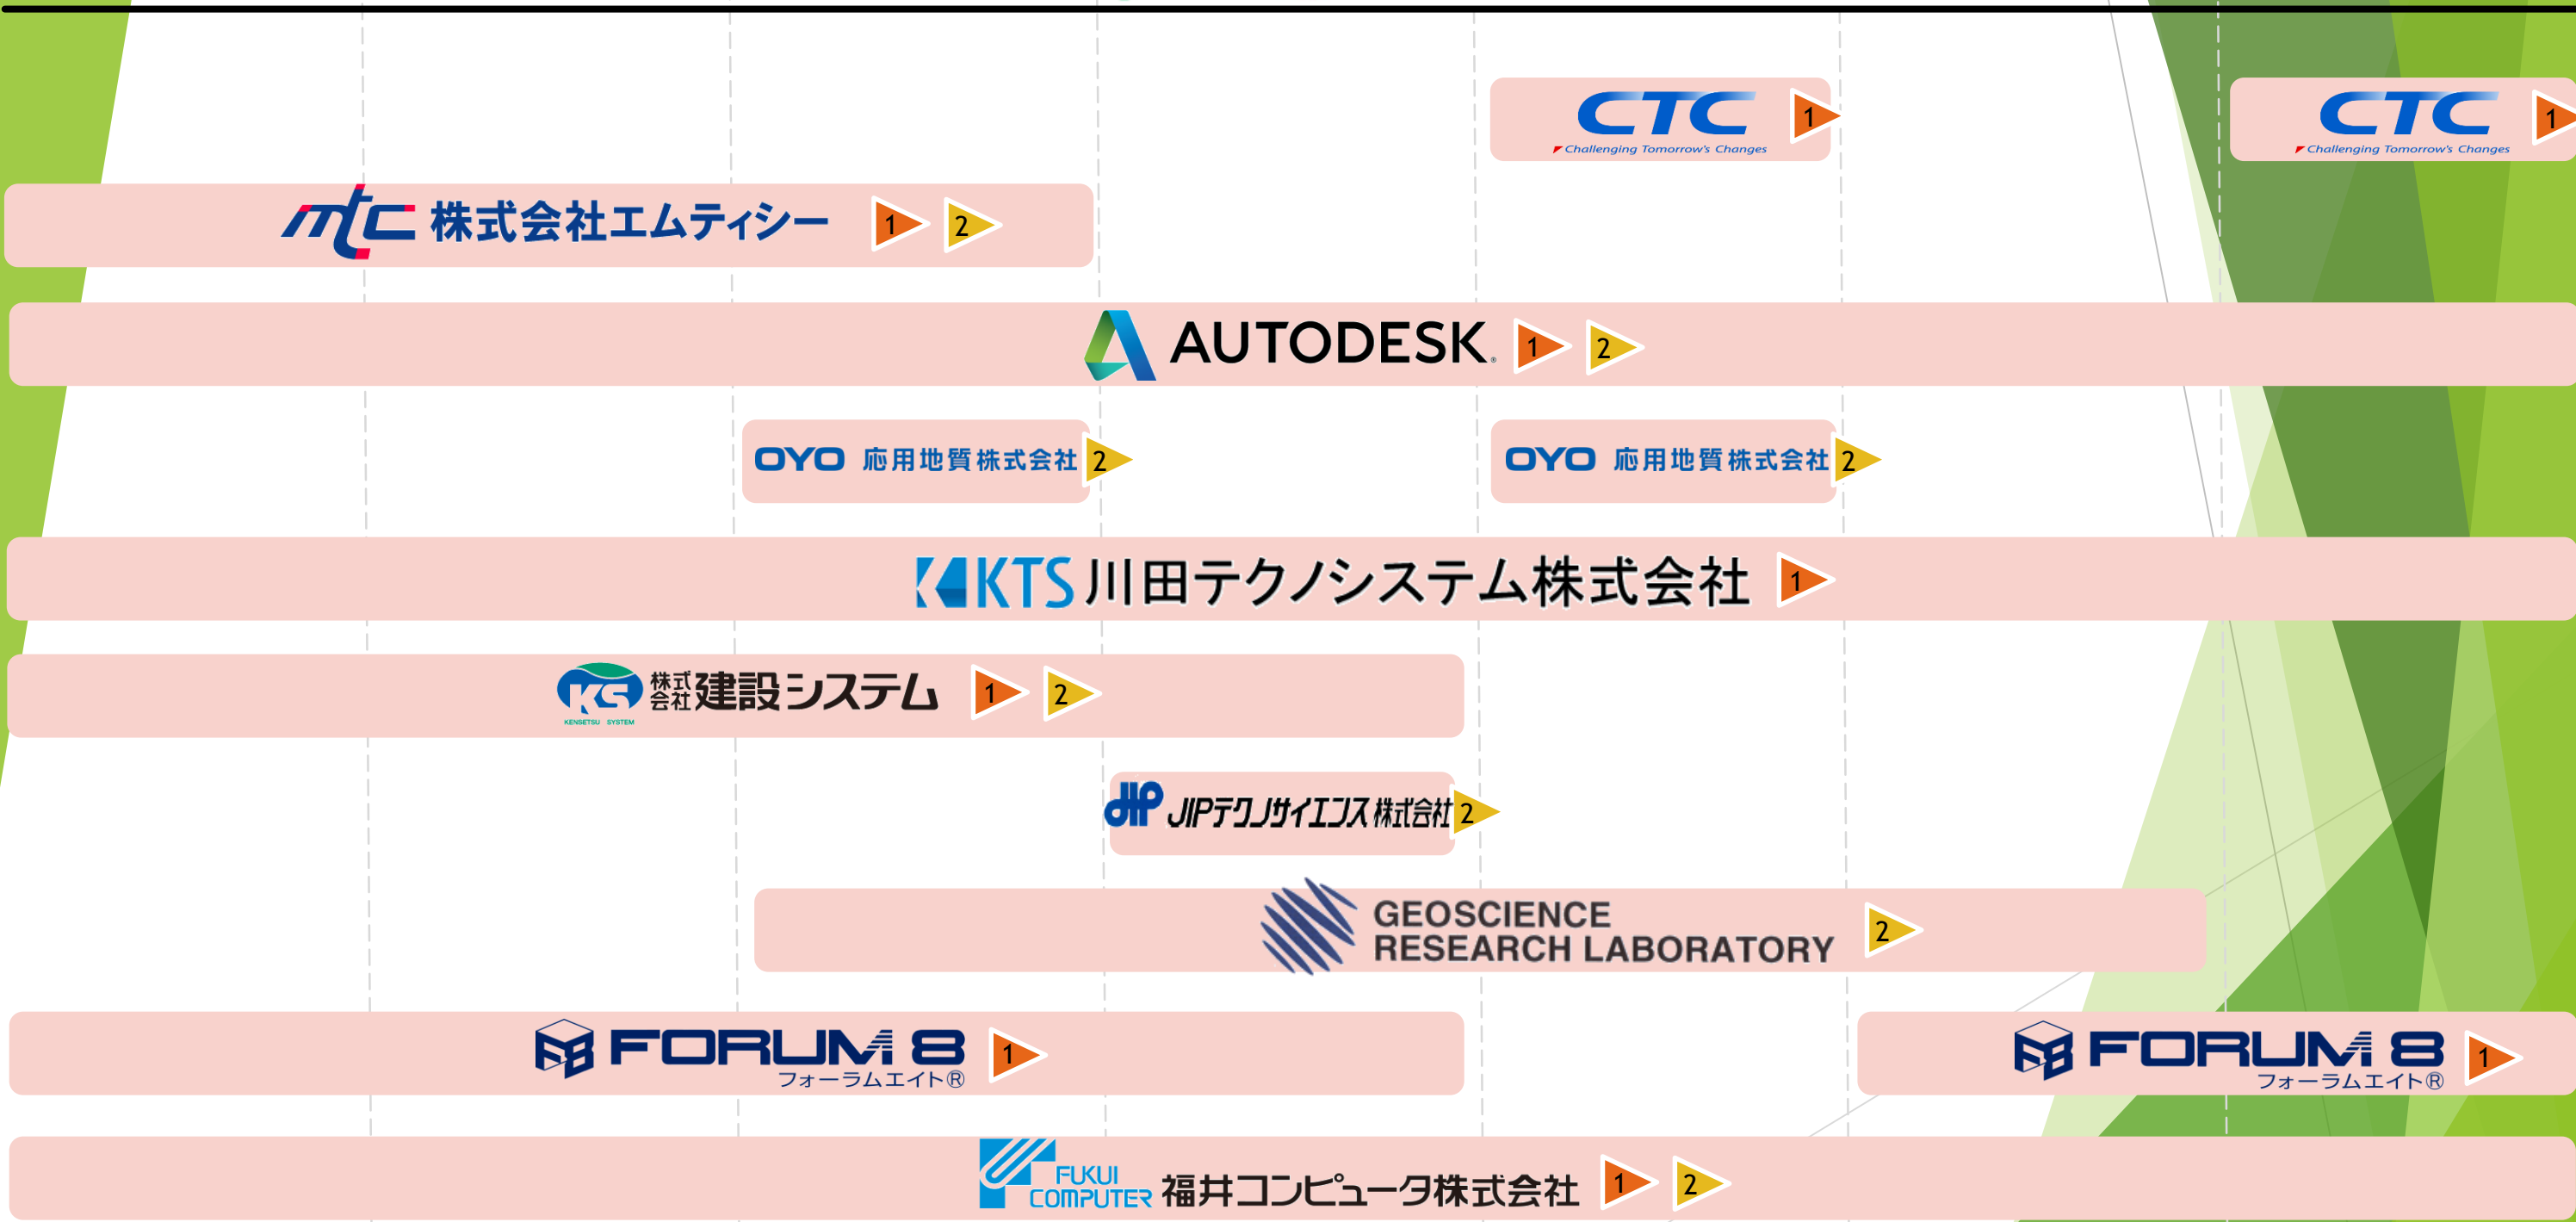 CTC 1
Challenging Tomorrow's Changes
CTC 1
Challenging Tomorrow's Changes
mtc 株式会社エムティシー 1 2
AUTODESK® 1 2
OYO 応用地質株式会社 2
OYO 応用地質株式会社 2
KTS 川田テクノシステム株式会社 1
KS 株式会社 建設システム 1 2
KENSETSU SYSTEM
JIP JIPテクノサイエンス株式会社 2
GEOSCIENCE
RESEARCH LABORATORY 2
F8 FORUM 8 1
フォーラムエイト®
F8 FORUM 8 1
フォーラムエイト®
FUKUI
COMPUTER 福井コンピュータ株式会社 1 2